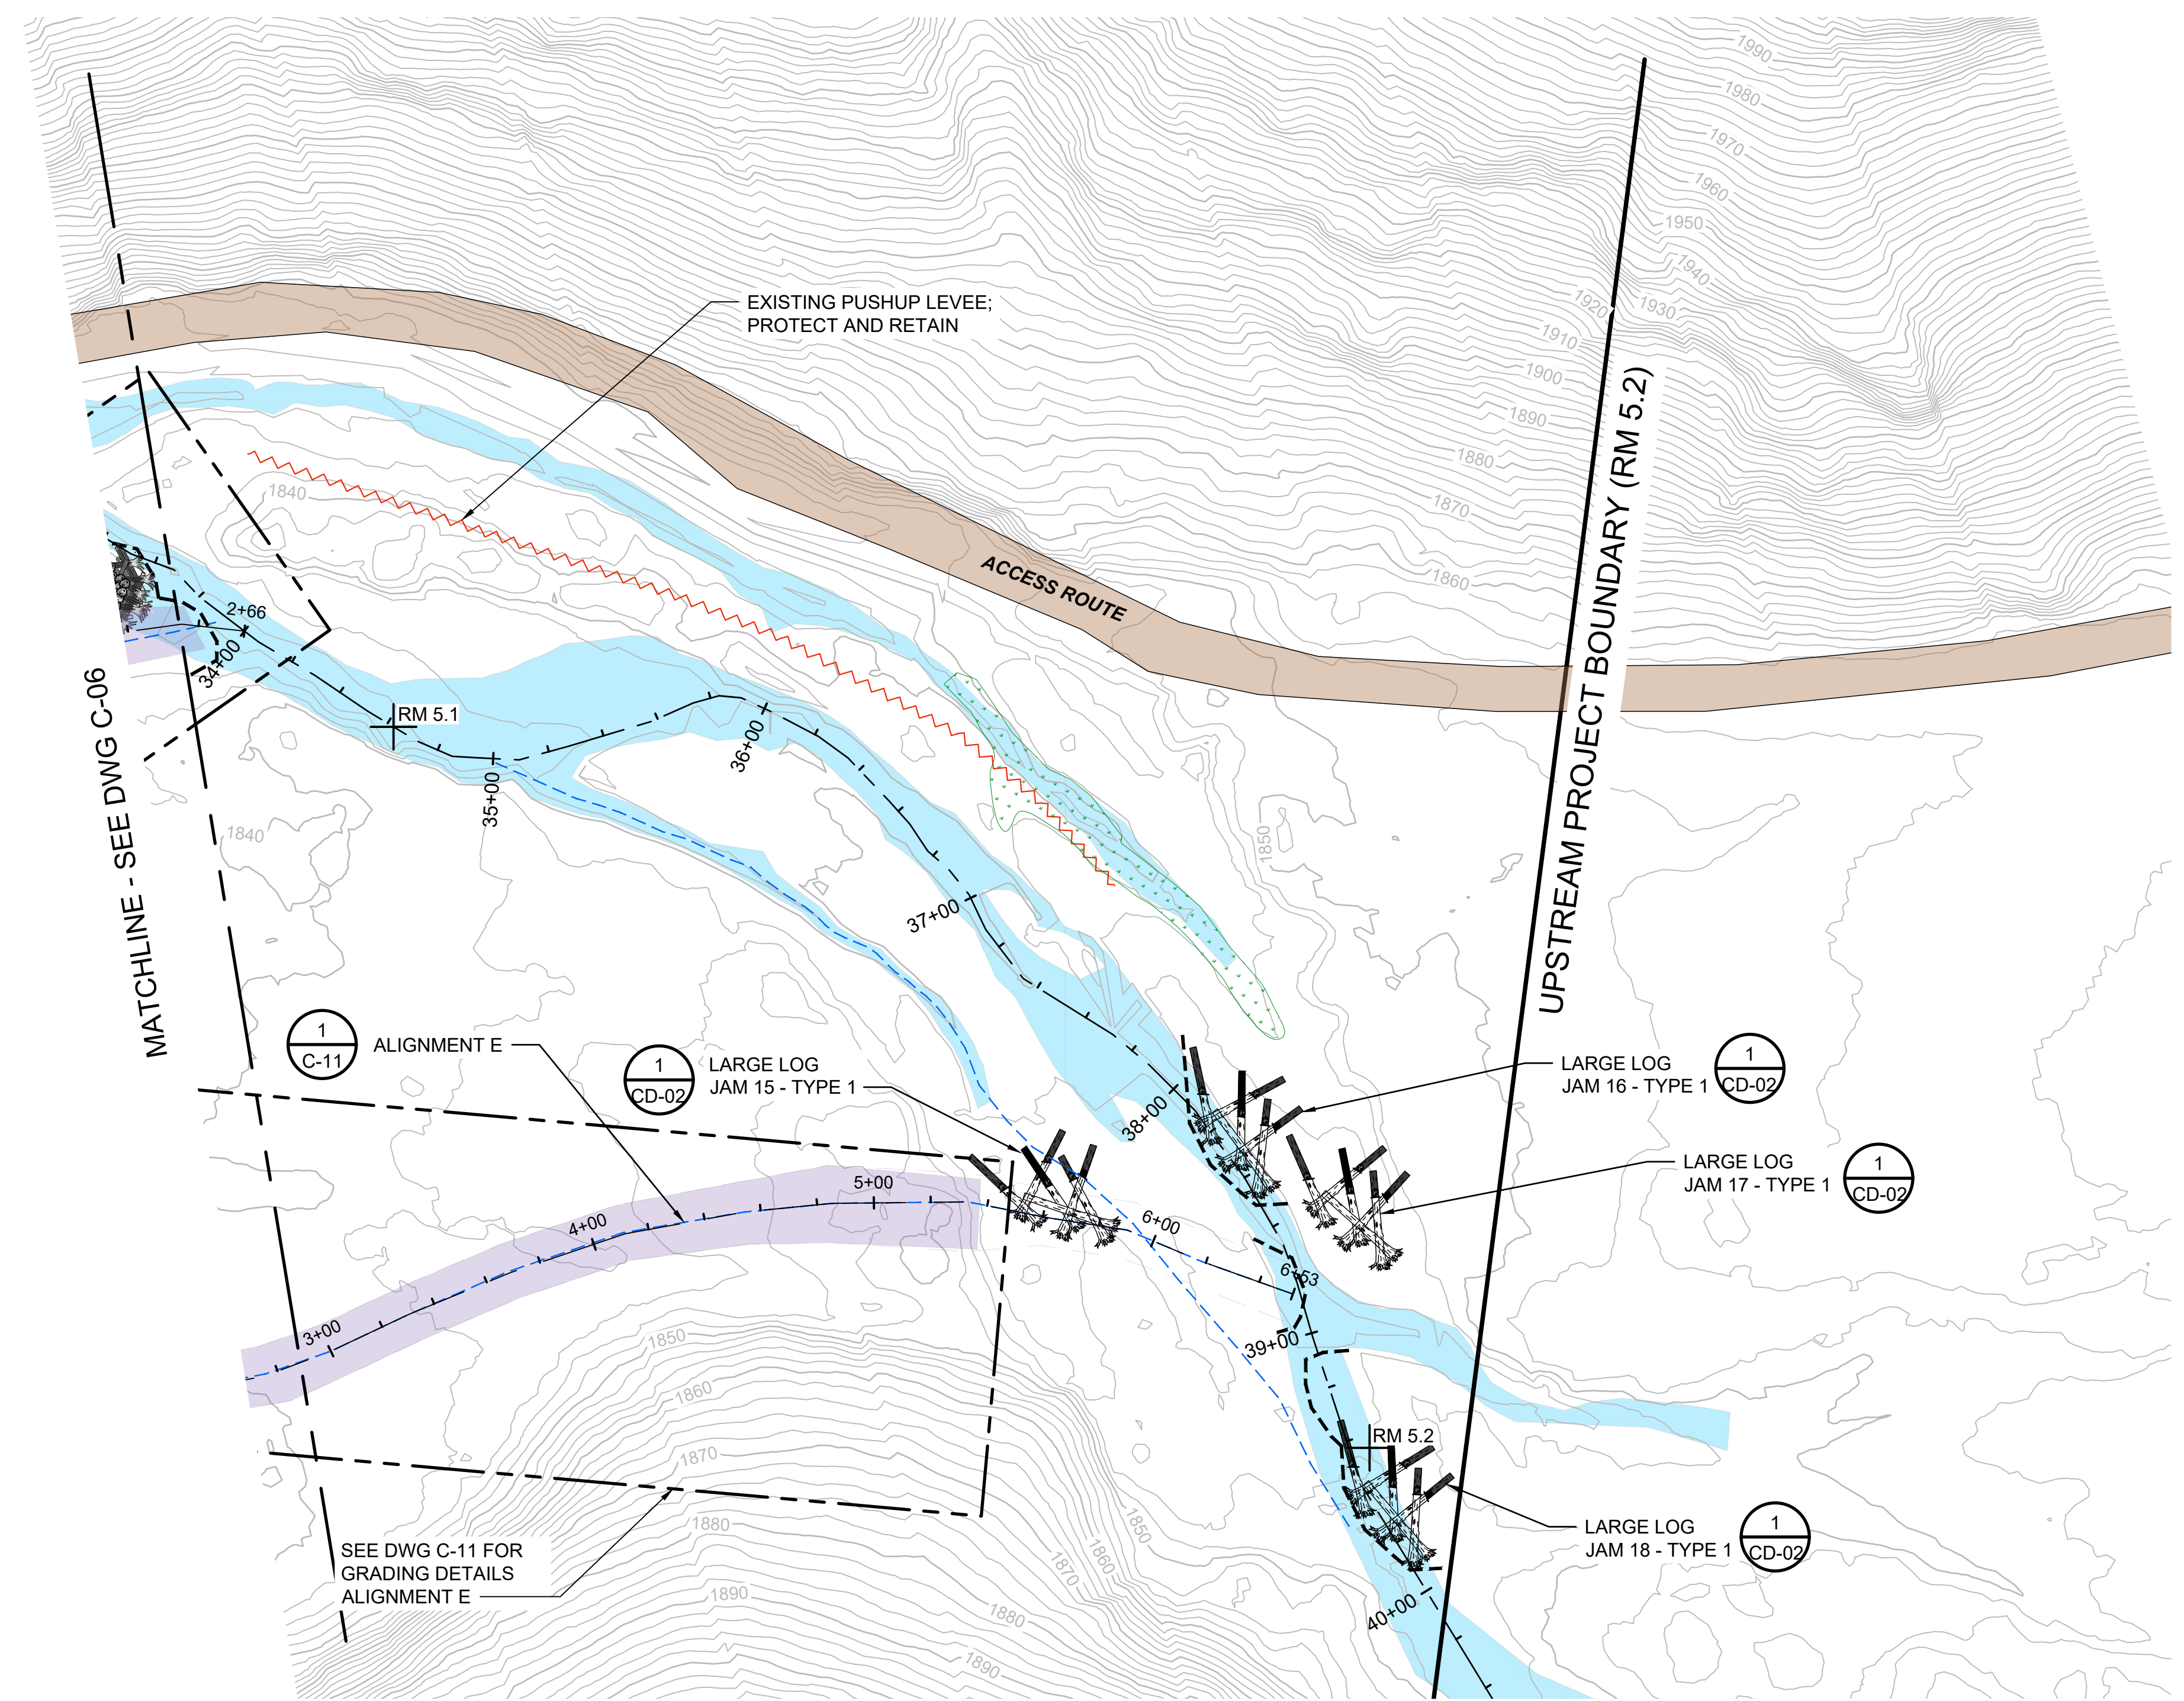 1990
1980
1970
1960
1950
1940
1930
1920
1910
1900
1890
1880
1870
1860
EXISTING PUSHUP LEVEE;
PROTECT AND RETAIN
UPSTREAM PROJECT BOUNDARY (RM 5.2)
ACCESS ROUTE
1840
2+66
34+00
RM 5.1
35+00
36+00
37+00
1840
1850
MATCHLINE - SEE DWG C-06
1
C-11
ALIGNMENT E
1
CD-02
LARGE LOG
JAM 15 - TYPE 1
38+00
LARGE LOG
JAM 16 - TYPE 1
1
CD-02
LARGE LOG
JAM 17 - TYPE 1
1
CD-02
5+00
4+00
3+00
6+00
6+53
39+00
1850
1860
1870
1880
1890
RM 5.2
1850
1860
1870
1880
1890
SEE DWG C-11 FOR
GRADING DETAILS
ALIGNMENT E
LARGE LOG
JAM 18 - TYPE 1
1
CD-02
40+00